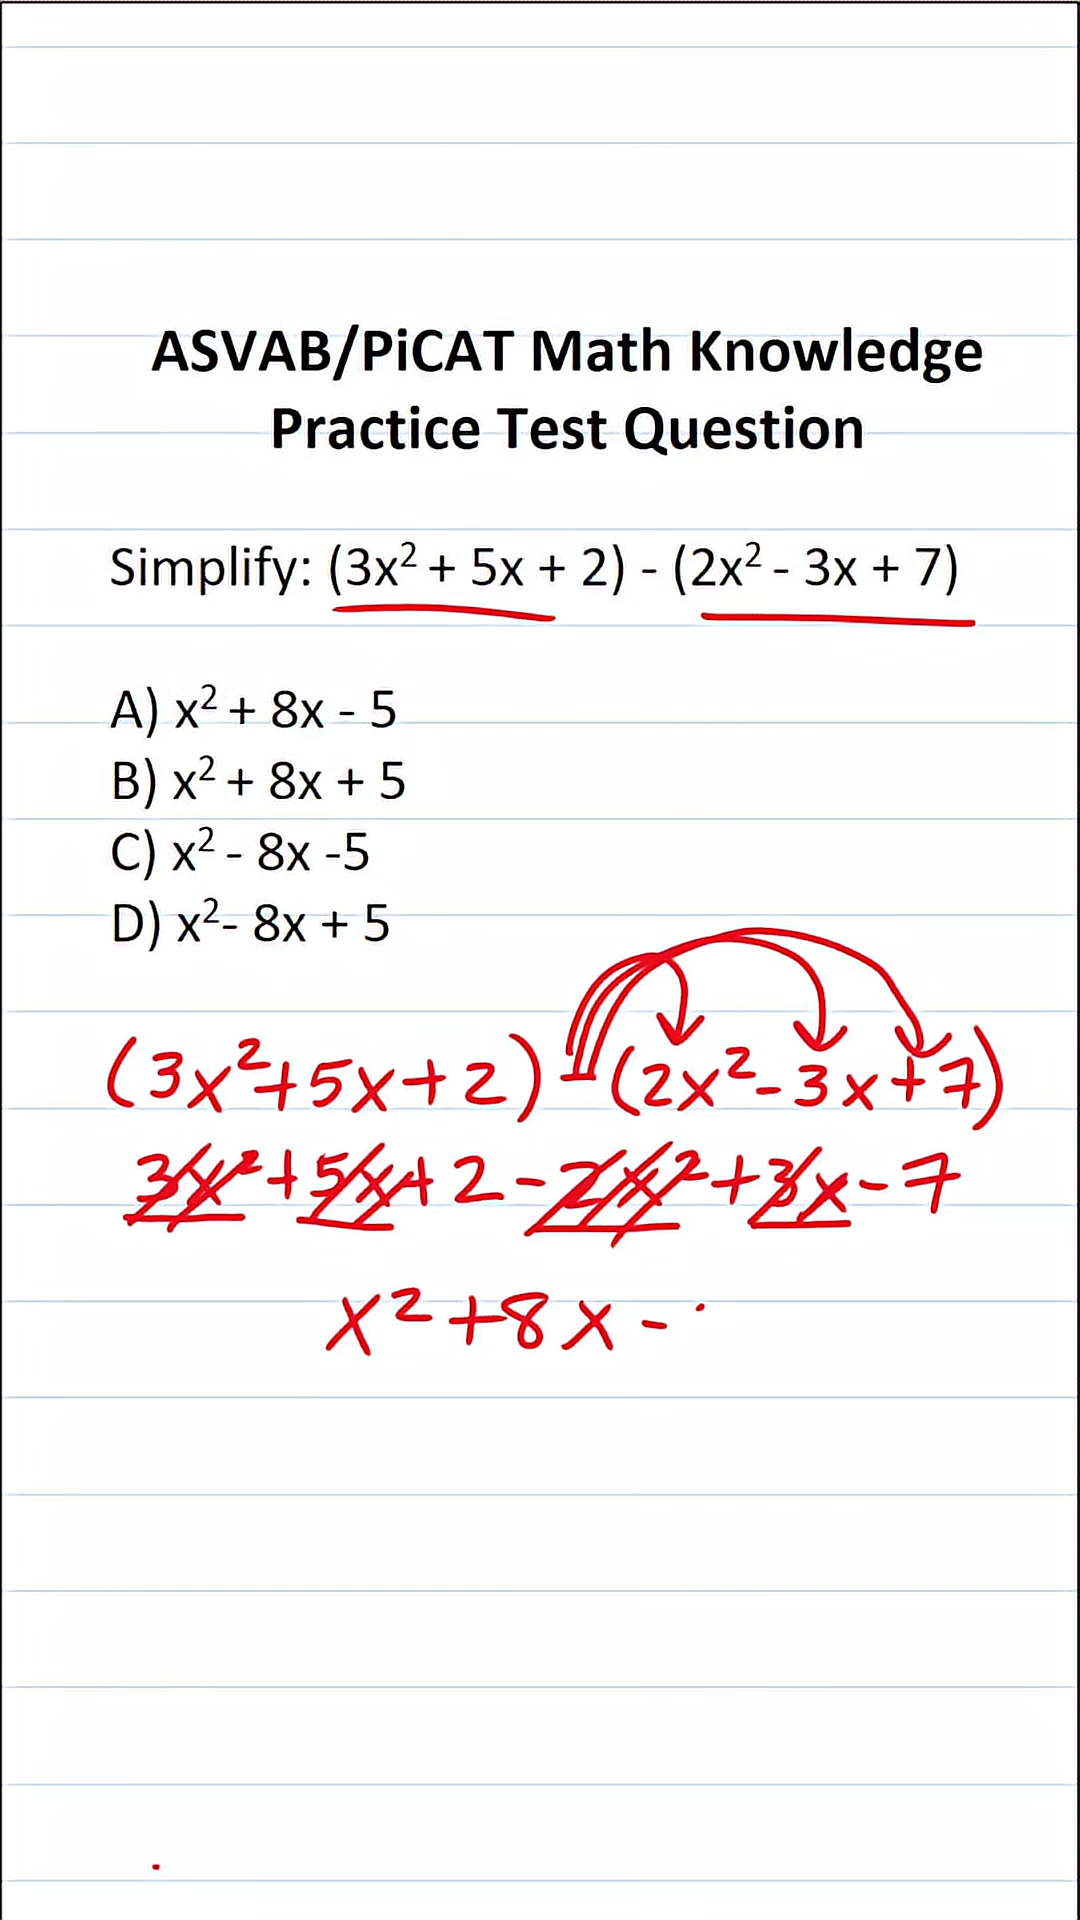 ASVAB/PiCAT Math Knowledge
Practice Test Question
Simplify: (3x² + 5x + 2) - (2x² - 3x + 7)
A) x² + 8x - 5
B) x² + 8x + 5
C) x² - 8x -5
D) x²- 8x + 5
(3x²+5x+2) - (2x²-3x+7)
3x²+5x+2-2x²+3x-7
x²+8x-